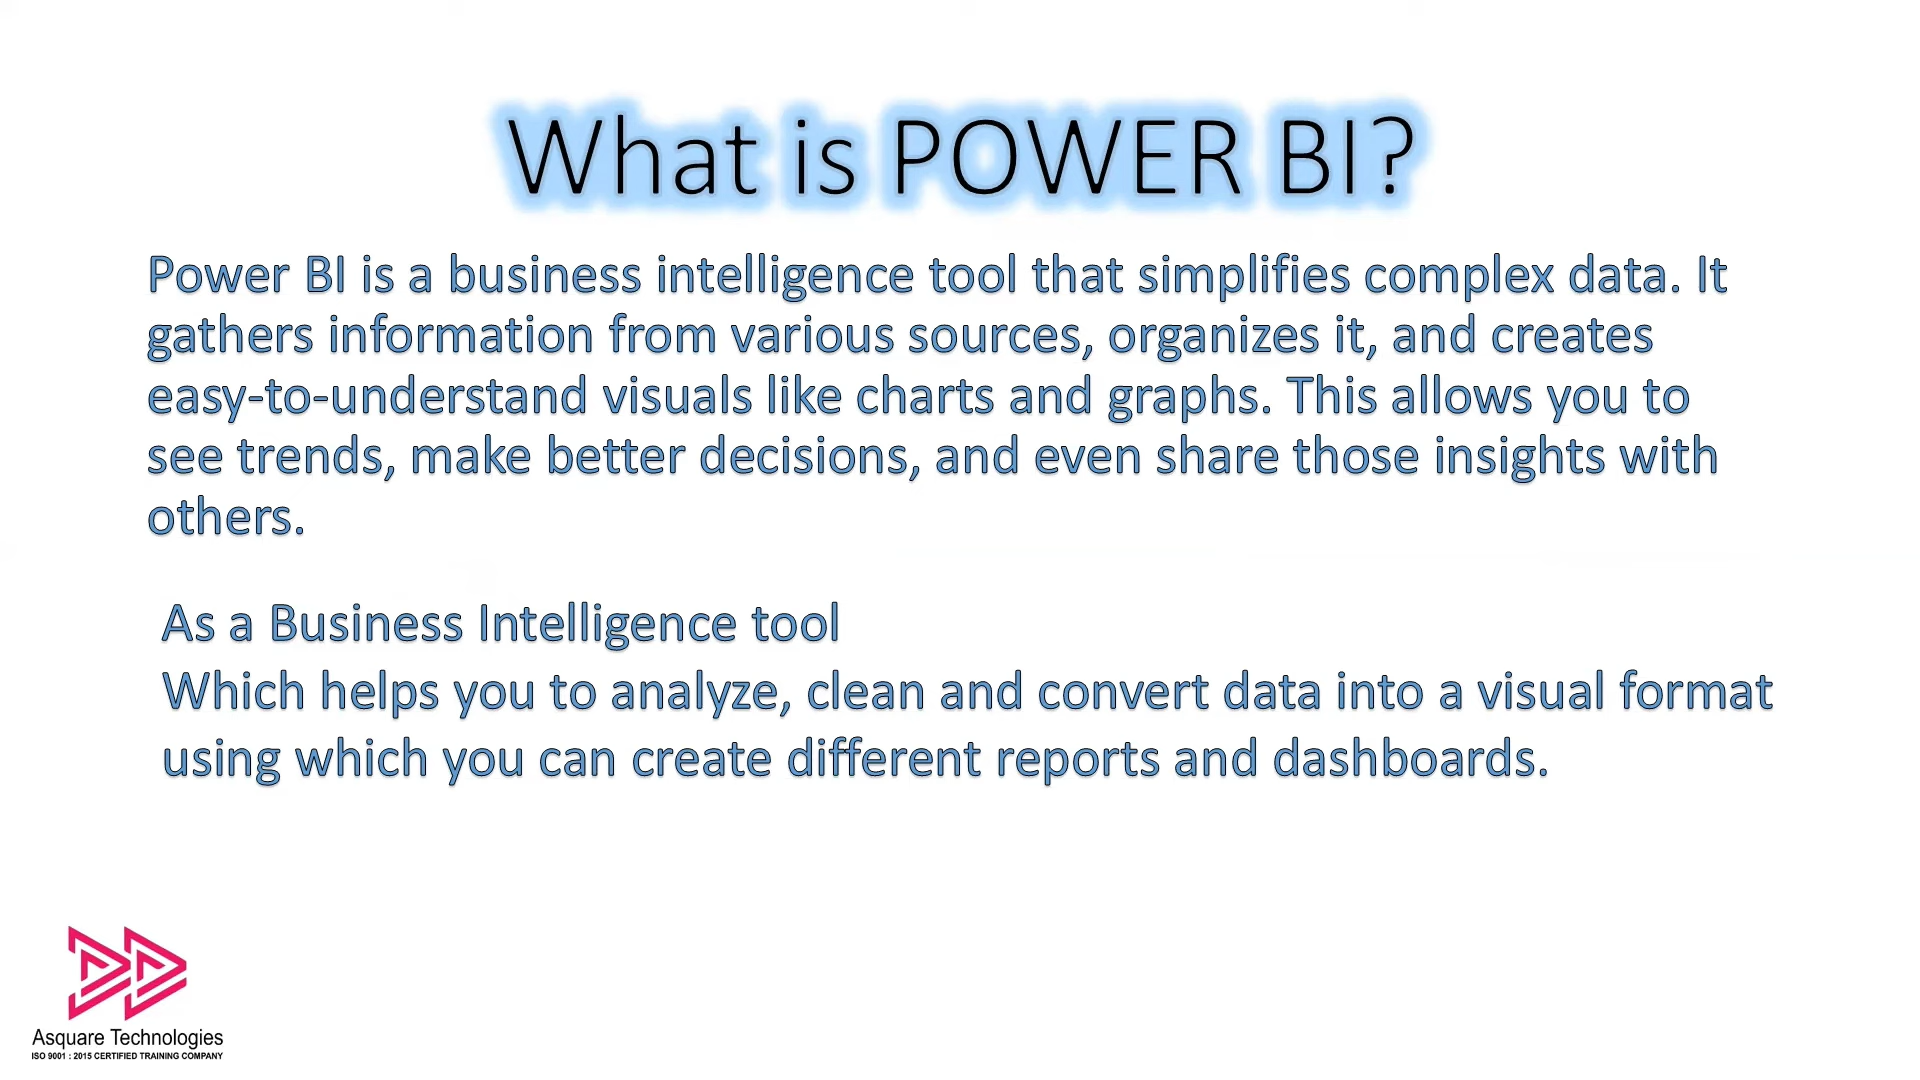 What is POWER BI?
Power BI is a business intelligence tool that simplifies complex data. It
gathers information from various sources, organizes it, and creates
easy-to-understand visuals like charts and graphs. This allows you to
see trends, make better decisions, and even share those insights with
others.
As a Business Intelligence tool
Which helps you to analyze, clean and convert data into a visual format
using which you can create different reports and dashboards.
Asquare Technologies
ISO 9001 : 2015 CERTIFIED TRAINING COMPANY